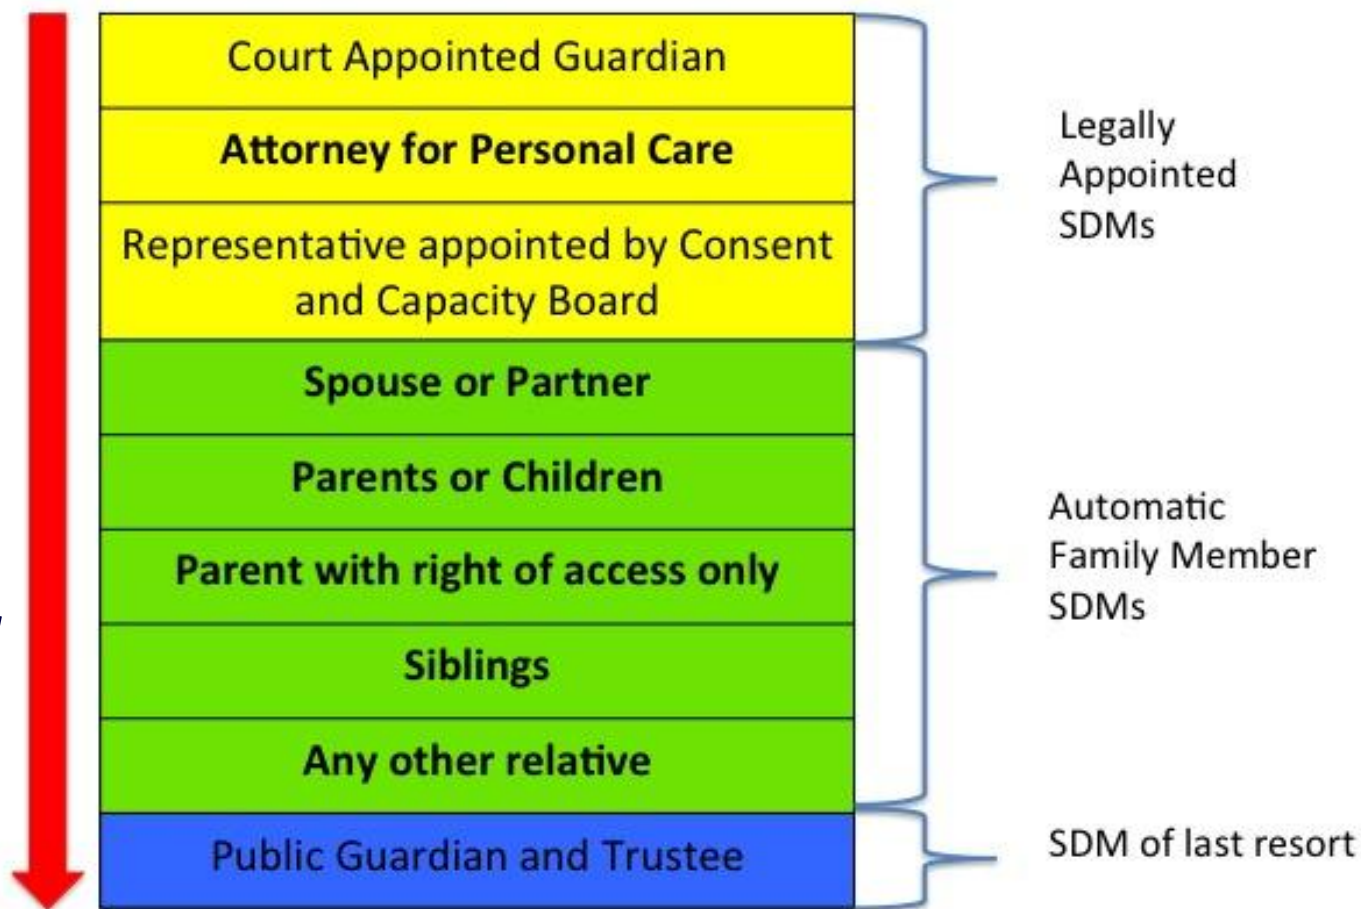 Court Appointed Guardian
Attorney for Personal Care
Representative appointed by Consent
and Capacity Board
Spouse or Partner
Parents or Children
Parent with right of access only
Siblings
Any other relative
Public Guardian and Trustee
Legally
Appointed
SDMs
Automatic
Family Member
SDMs
SDM of last resort